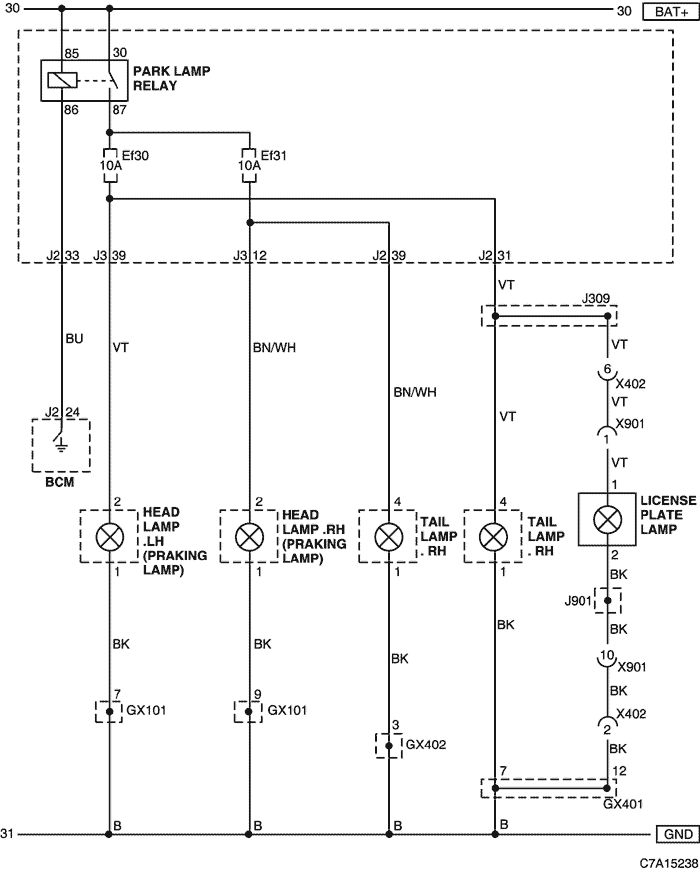 30
30 BAT+
85 30
PARK LAMP
RELAY
86 87
Ef30
10A
Ef31
10A
J2 33
J3 39
J3 12
J2 39
J2 31
VT
J309
BU
VT
BN/WH
VT
6
X402
VT
BN/WH
X901
1
VT
VT
J2 24
BCM
2
HEAD
LAMP
.LH
(PRAKING
LAMP)
1
2
HEAD
LAMP .RH
(PRAKING
LAMP)
1
4
TAIL
LAMP
. RH
1
4
TAIL
LAMP
. RH
1
1
LICENSE
PLATE
LAMP
2
BK
J901
BK
BK
BK
BK
BK
10
X901
BK
X402
2
BK
7
GX101
9
GX101
3
GX402
7 12
GX401
31
B
B
B
B
GND
C7A15238